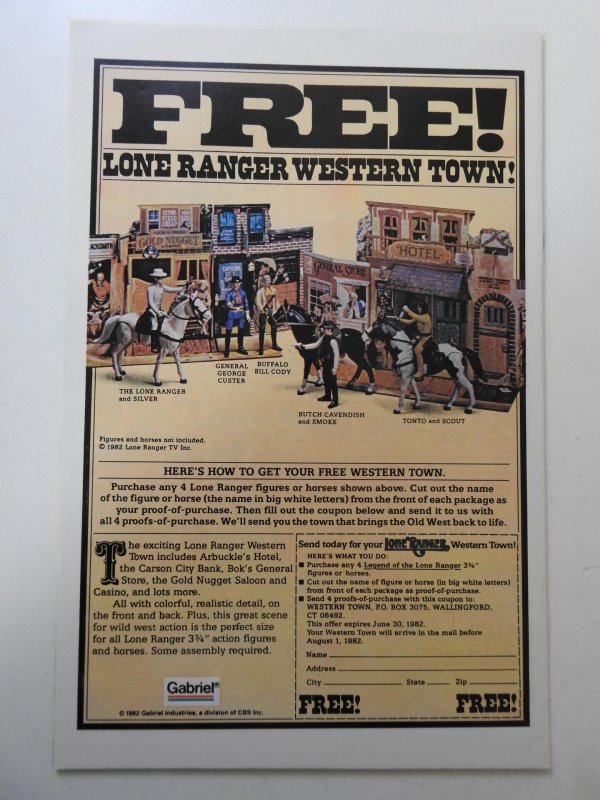 FREE!
LONE RANGER WESTERN TOWN!
GOLD NUGGET
CASINO
HOTEL
GENERAL STORE
CARSON
THE LONE RANGER
and SILVER
GENERAL
GEORGE
CUSTER
BUFFALO
BILL CODY
BUTCH CAVENDISH
and SMOKE
TONTO and SCOUT
Figures and horses not included.
© 1982 Lone Ranger TV Inc.
HERE'S HOW TO GET YOUR FREE WESTERN TOWN.
Purchase any 4 Lone Ranger figures or horses shown above. Cut out the name
of the figure or horse (the name in big white letters) from the front of each package as
your proof-of-purchase. Then fill out the coupon below and send it to us with
all 4 proofs-of-purchase. We'll send you the town that brings the Old West back to life.
The exciting Lone Ranger Western
Town includes Arbuckle's Hotel,
the Carson City Bank, Bok's General
Store, the Gold Nugget Saloon and
Casino, and lots more.
All with colorful, realistic detail, on
the front and back. Plus, this great scene
for wild west action is the perfect size
for all Lone Ranger 3¾" action figures
and horses. Some assembly required.
Gabriel®
© 1982 Gabriel Industries, a division of CBS Inc.
Send today for your LONE RANGER Western Town!
HERE'S WHAT YOU DO:
■ Purchase any 4 Legend of the Lone Ranger 3¾"
figures or horses.
■ Cut out the name of figure or horse (in big white letters)
from front of each package as proof-of-purchase.
■ Send 4 proofs-of-purchase with this coupon to:
WESTERN TOWN, P.O. BOX 3075, WALLINGFORD,
CT 06492.
This offer expires June 30, 1982.
Your Western Town will arrive in the mail before
August 1, 1982.
Name
Address
City State Zip
FREE! FREE!